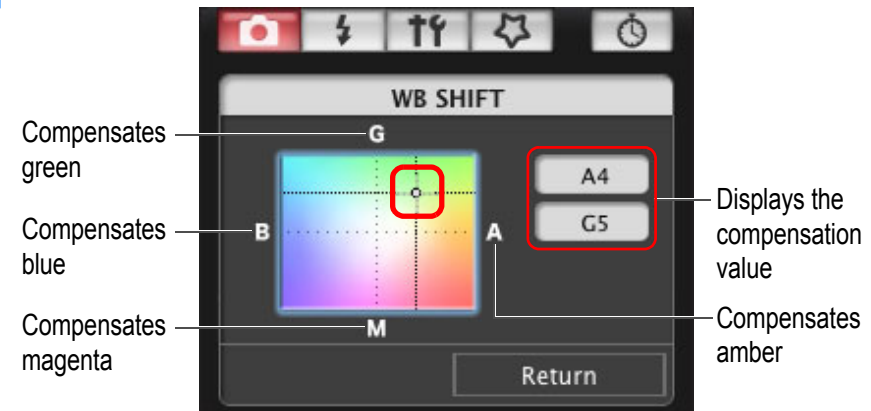 WB SHIFT
Compensates
green
G
A4
G5
Displays the
compensation
value
Compensates
blue
B
A
Compensates
magenta
M
Compensates
amber
Return